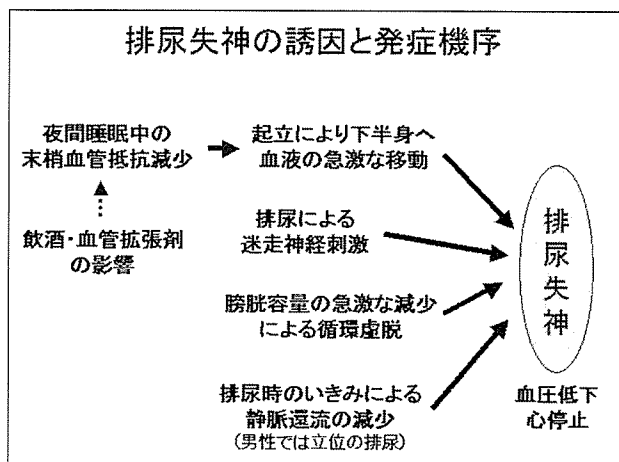 排尿失神の誘因と発症機序
夜間睡眠中の
末梢血管抵抗減少
起立により下半身へ
血液の急激な移動
飲酒・血管拡張剤
の影響
排尿による
迷走神経刺激
膀胱容量の急激な減少
による循環虚脱
排尿時のいきみによる
静脈還流の減少
(男性では立位の排尿)
排尿失神
血圧低下
心停止